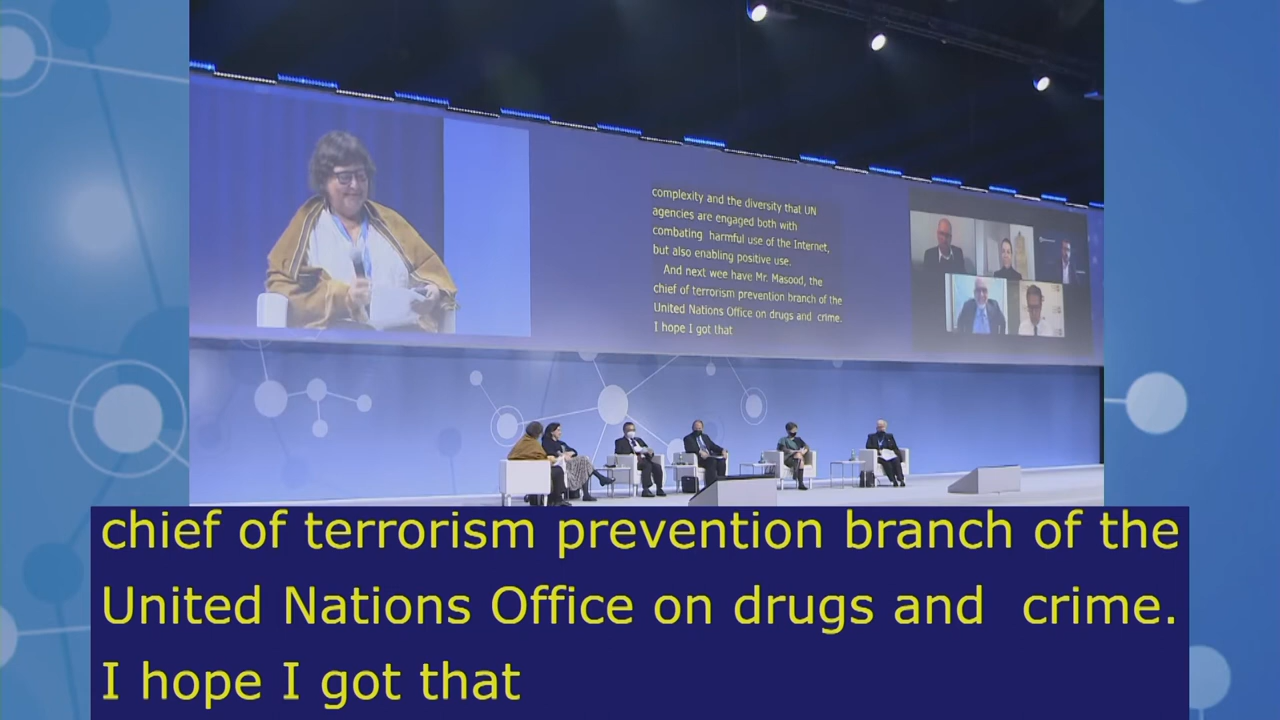 complexity and the diversity that UN
agencies are engaged both with
combating  harmful use of the Internet,
but also enabling positive use.
And next wee have Mr. Masood, the
chief of terrorism prevention branch of the
United Nations Office on drugs and  crime.
I hope I got that
chief of terrorism prevention branch of the
United Nations Office on drugs and  crime.
I hope I got that